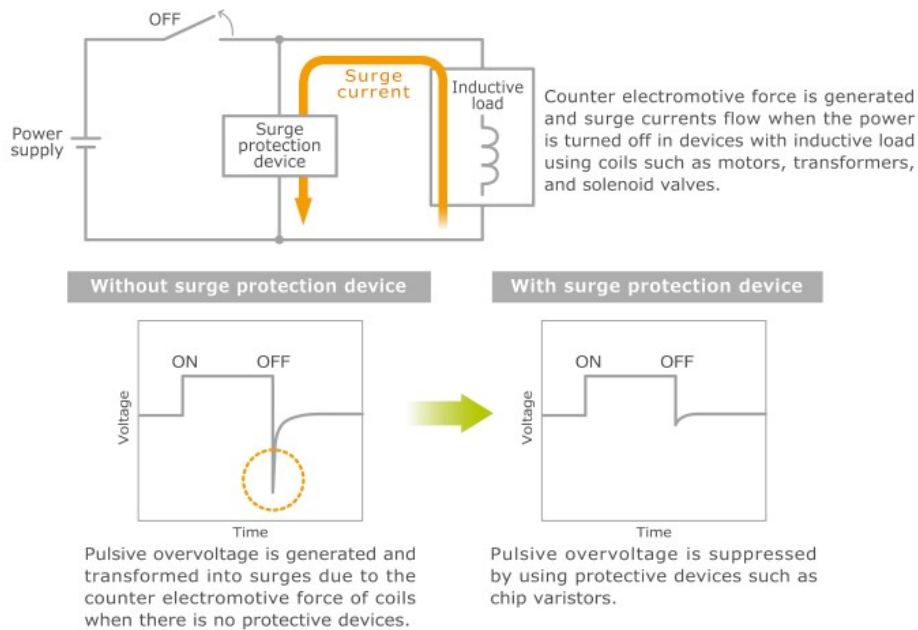 OFF
Surge
current
Inductive
load
Power
supply
Surge
protection
device
Counter electromotive force is generated
and surge currents flow when the power
is turned off in devices with inductive load
using coils such as motors, transformers,
and solenoid valves.
Without surge protection device
ON
OFF
Voltage
Time
Pulsive overvoltage is generated and
transformed into surges due to the
counter electromotive force of coils
when there is no protective devices.
With surge protection device
ON
OFF
Voltage
Time
Pulsive overvoltage is suppressed
by using protective devices such as
chip varistors.